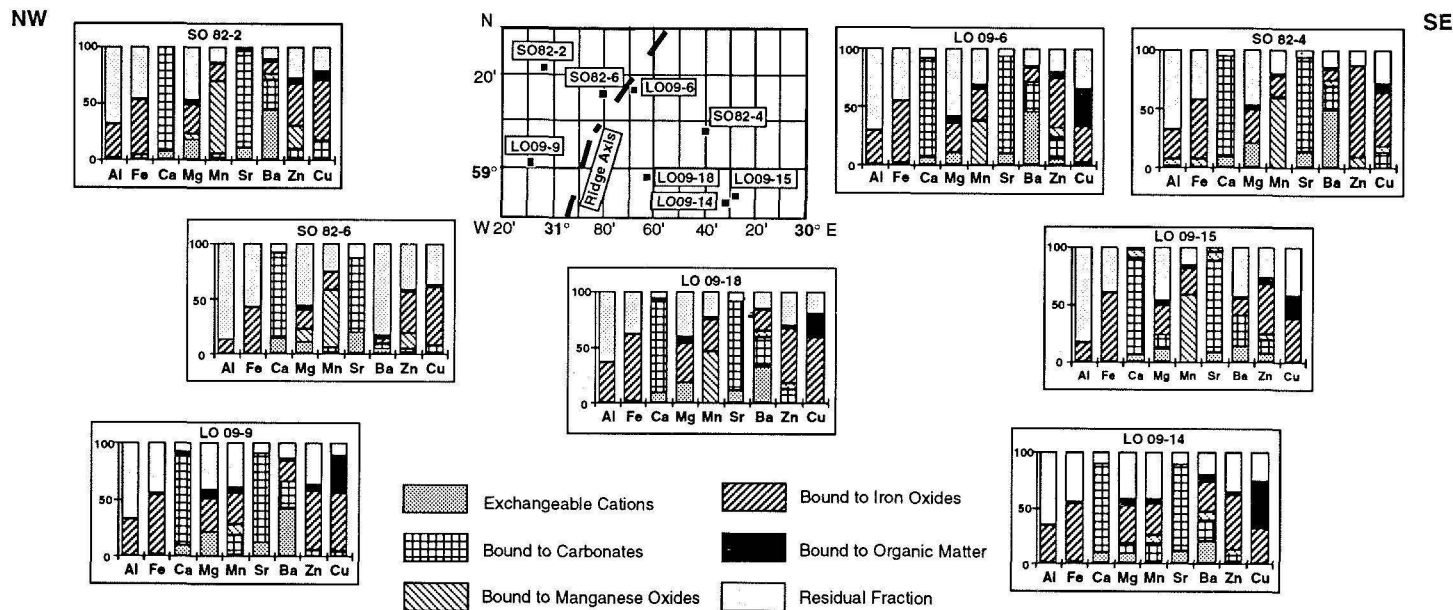 NW
SE
SO 82-2
100
50
0
Al Fe Ca Mg Mn Sr Ba Zn Cu
N
SO82-2
20'
SO82-6
LO09-6
SO82-4
LO09-9
Ridge Axis
59°
LO09-18
LO09-15
LO09-14
W 20' 31° 80' 60' 40' 20' 30° E
LO 09-6
100
50
0
Al Fe Ca Mg Mn Sr Ba Zn Cu
SO 82-4
100
50
0
Al Fe Ca Mg Mn Sr Ba Zn Cu
SO 82-6
100
50
0
Al Fe Ca Mg Mn Sr Ba Zn Cu
LO 09-18
100
50
0
Al Fe Ca Mg Mn Sr Ba Zn Cu
LO 09-15
100
50
0
Al Fe Ca Mg Mn Sr Ba Zn Cu
LO 09-9
100
50
0
Al Fe Ca Mg Mn Sr Ba Zn Cu
LO 09-14
100
50
0
Al Fe Ca Mg Mn Sr Ba Zn Cu
Exchangeable Cations
Bound to Carbonates
Bound to Manganese Oxides
Bound to Iron Oxides
Bound to Organic Matter
Residual Fraction